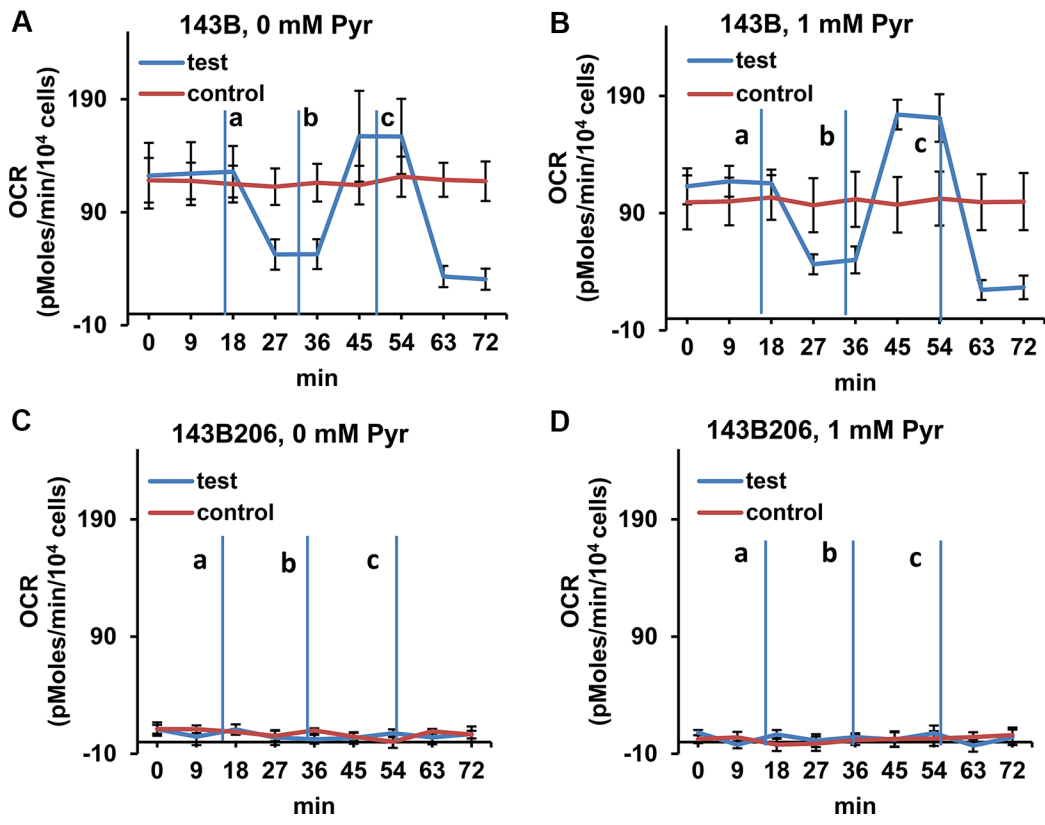 A
143B, 0 mM Pyr
test
control
a
b
c
190
90
-10
OCR
(pMoles/min/10⁴ cells)
0 9 18 27 36 45 54 63 72
min
B
143B, 1 mM Pyr
test
control
a
b
c
190
90
-10
OCR
(pMoles/min/10⁴ cells)
0 9 18 27 36 45 54 63 72
min
C
143B206, 0 mM Pyr
test
control
a
b
c
190
90
-10
OCR
(pMoles/min/10⁴ cells)
0 9 18 27 36 45 54 63 72
min
D
143B206, 1 mM Pyr
test
control
a
b
c
190
90
-10
OCR
(pMoles/min/10⁴ cells)
0 9 18 27 36 45 54 63 72
min